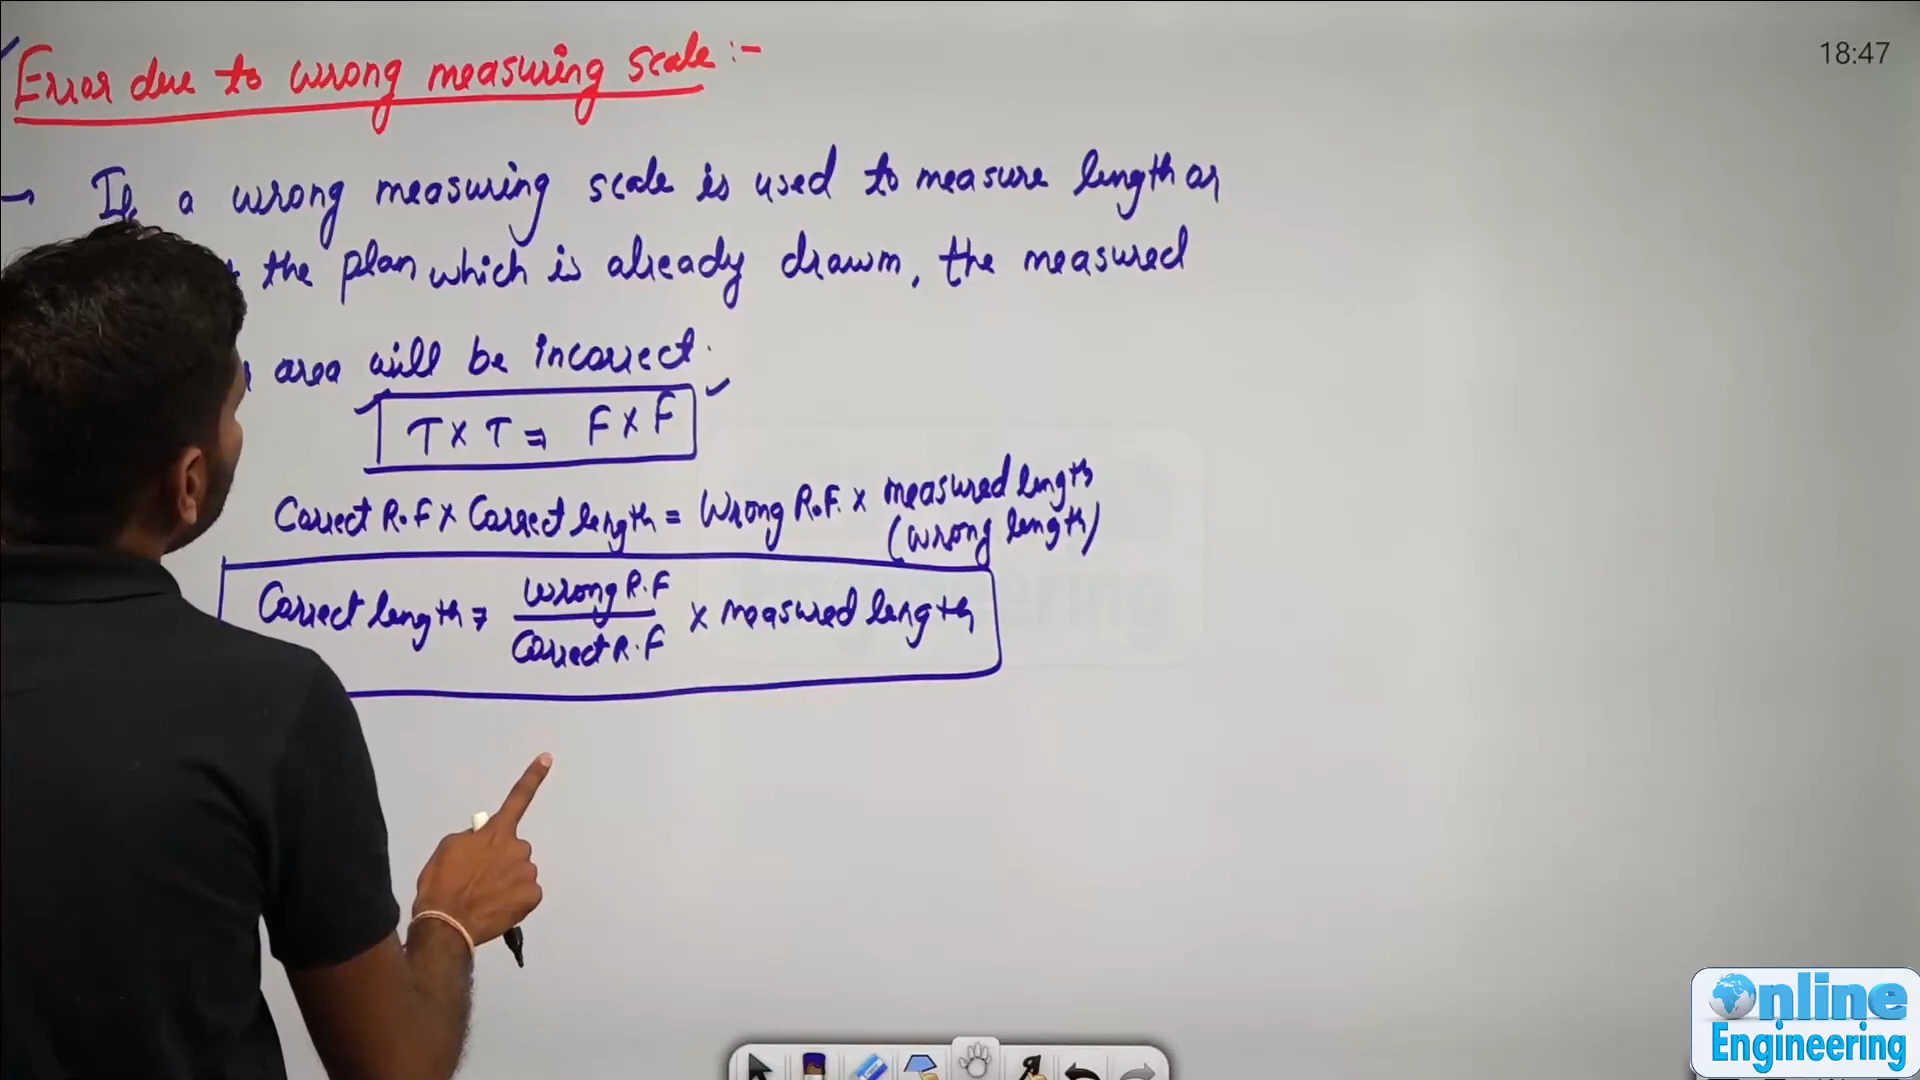 18:47
Error due to wrong measuring scale :-
→ If a wrong measuring scale is used to measure length or
the plan which is already drawm, the measured
area will be incorrect.
T x T = F x F
Correct R.F x Correct length = Wrong R.F. x measured length
(wrong length)
Correct length = Wrong R.F / Correct R.F x measured length
Engineering
Online
Engineering